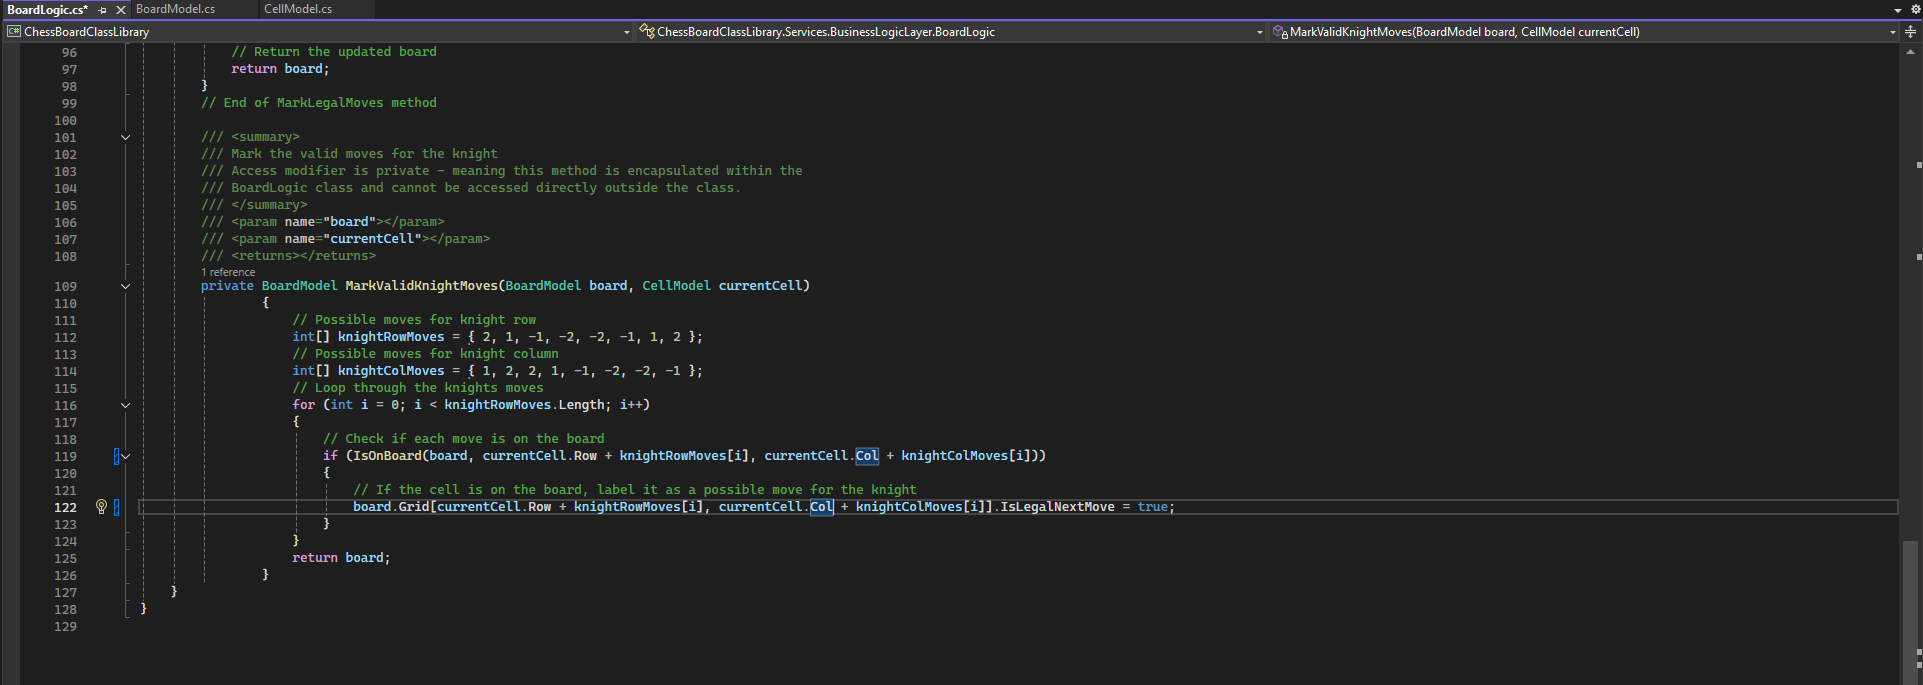 BoardLogic.cs* BoardModel.cs CellModel.cs
C# ChessBoardClassLibrary ChessBoardClassLibrary.Services.BusinessLogicLayer.BoardLogic MarkValidKnightMoves(BoardModel board, CellModel currentCell)
96 // Return the updated board
97 return board;
98 }
99 // End of MarkLegalMoves method
100
101 /// <summary>
102 /// Mark the valid moves for the knight
103 /// Access modifier is private - meaning this method is encapsulated within the
104 /// BoardLogic class and cannot be accessed directly outside the class.
105 /// </summary>
106 /// <param name="board"></param>
107 /// <param name="currentCell"></param>
108 /// <returns></returns>
1 reference
109 private BoardModel MarkValidKnightMoves(BoardModel board, CellModel currentCell)
110 {
111 // Possible moves for knight row
112 int[] knightRowMoves = { 2, 1, -1, -2, -2, -1, 1, 2 };
113 // Possible moves for knight column
114 int[] knightColMoves = { 1, 2, 2, 1, -1, -2, -2, -1 };
115 // Loop through the knights moves
116 for (int i = 0; i < knightRowMoves.Length; i++)
117 {
118 // Check if each move is on the board
119 if (IsOnBoard(board, currentCell.Row + knightRowMoves[i], currentCell.Col + knightColMoves[i]))
120 {
121 // If the cell is on the board, label it as a possible move for the knight
122 board.Grid[currentCell.Row + knightRowMoves[i], currentCell.Col + knightColMoves[i]].IsLegalNextMove = true;
123 }
124 }
125 return board;
126 }
127 }
128 }
129